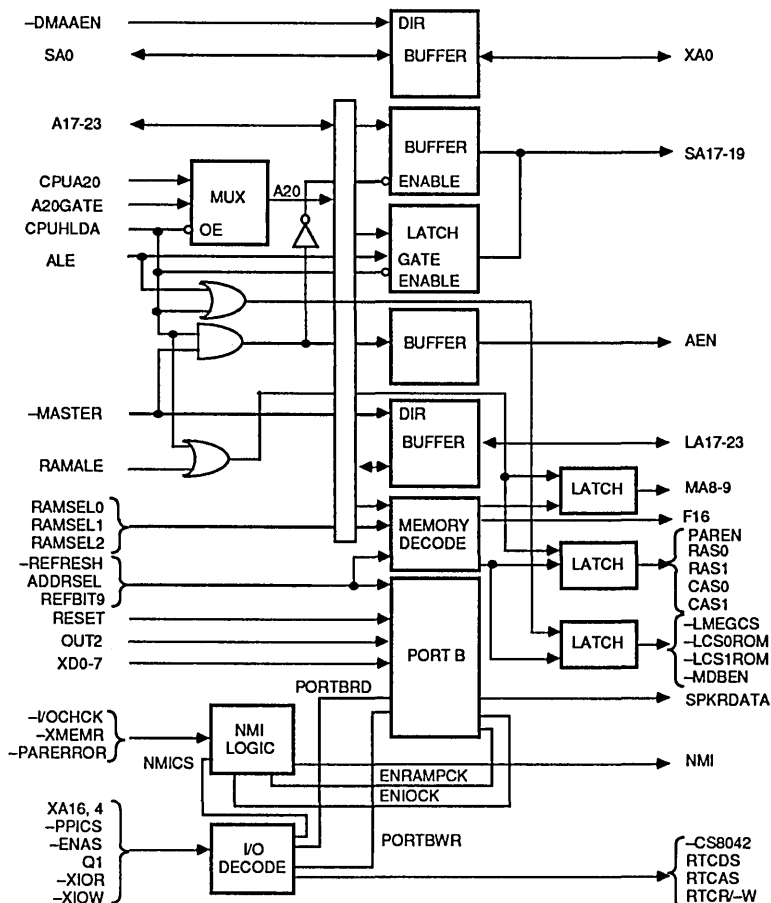 –DMAAEN
DIR
SA0
BUFFER
XA0
A17-23
BUFFER
SA17-19
CPUA20
ENABLE
MUX
A20
A20GATE
CPUHLDA
OE
LATCH
ALE
GATE
ENABLE
BUFFER
AEN
–MASTER
DIR
BUFFER
LA17-23
RAMALE
LATCH
MA8-9
RAMSEL0
RAMSEL1
RAMSEL2
MEMORY
DECODE
F16
PAREN
RAS0
RAS1
CAS0
CAS1
LATCH
–REFRESH
ADDRSEL
REFBIT9
RESET
OUT2
XD0-7
PORT B
LATCH
–LMEGCS
–LCS0ROM
–LCS1ROM
–MDBEN
PORTBRD
SPKRDATA
–I/OCHCK
–XMEMR
–PARERROR
NMI
LOGIC
NMI
NMICS
ENRAMPCK
ENIOCK
XA16, 4
–PPICS
–ENAS
Q1
–XIOR
–XIOW
I/O
DECODE
PORTBWR
–CS8042
RTCDS
RTCAS
RTCR/–W